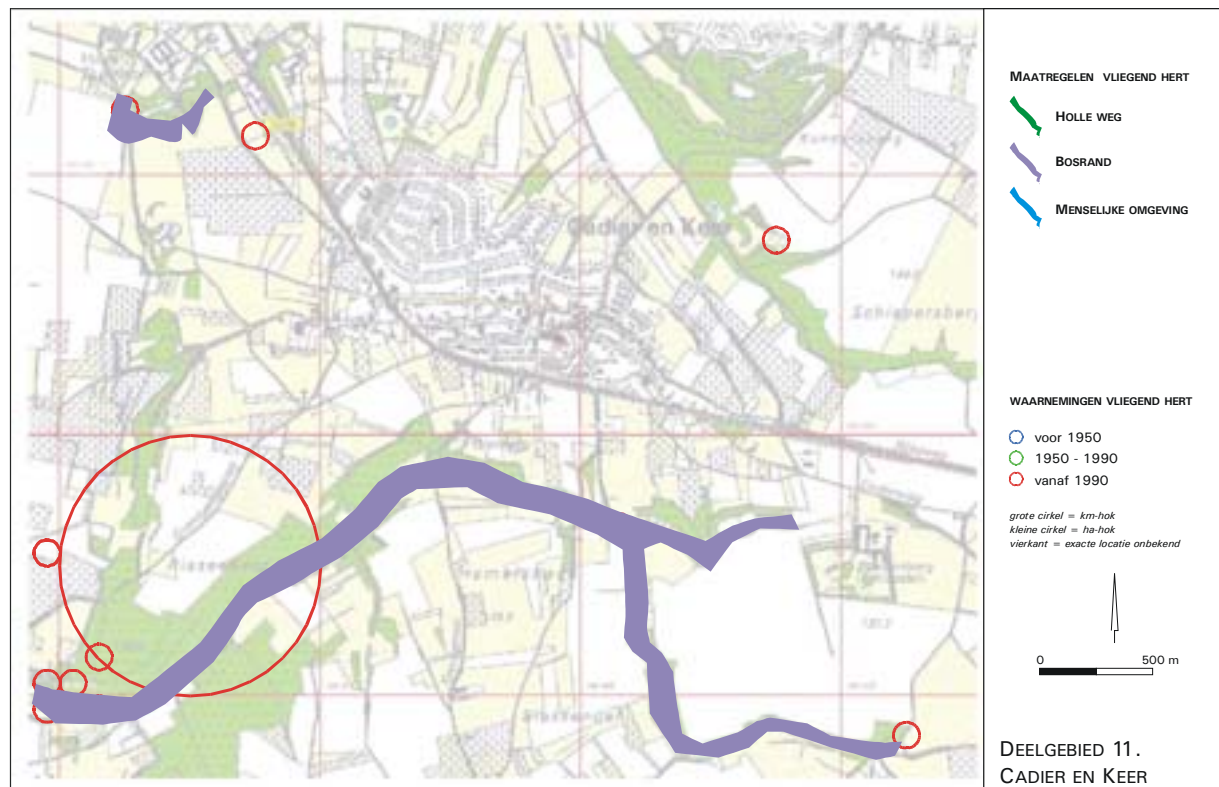 MAATREGELEN VLIEGEND HERT
HOLLE WEG
BOSRAND
MENSELIJKE OMGEVING
WAARNEMINGEN VLIEGEND HERT
voor 1950
1950 - 1990
vanaf 1990
grote cirkel = km-hok
kleine cirkel = ha-hok
vierkant = exacte locatie onbekend
0 500 m
DEELGEBIED 11.
CADIER EN KEER
Cadier en Keer
Schiepersberg